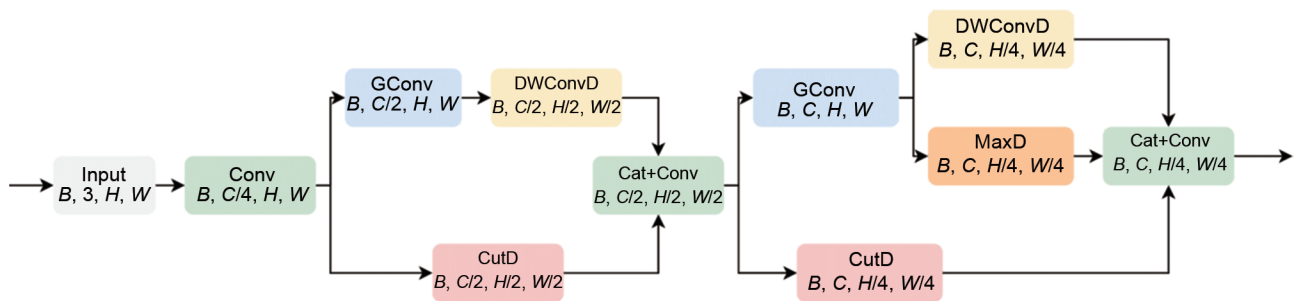 Input
B, 3, H, W
Conv
B, C/4, H, W
GConv
B, C/2, H, W
DWConvD
B, C/2, H/2, W/2
CutD
B, C/2, H/2, W/2
Cat+Conv
B, C/2, H/2, W/2
GConv
B, C, H, W
DWConvD
B, C, H/4, W/4
MaxD
B, C, H/4, W/4
CutD
B, C, H/4, W/4
Cat+Conv
B, C, H/4, W/4